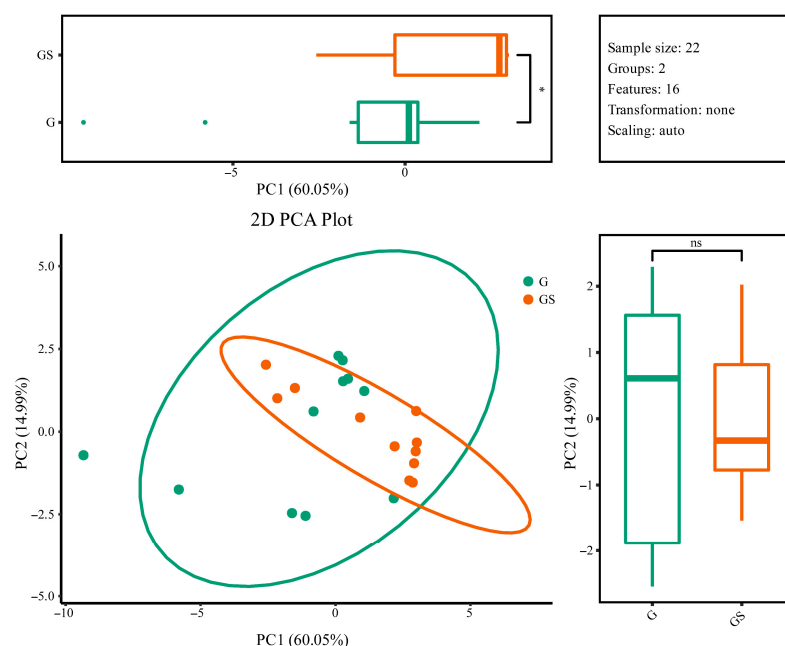 GS
G
*
−5
0
PC1 (60.05%)
Sample size: 22
Groups: 2
Features: 16
Transformation: none
Scaling: auto
2D PCA Plot
G
GS
5.0
2.5
0.0
−2.5
−5.0
PC2 (14.99%)
−10
−5
0
5
PC1 (60.05%)
ns
2
1
0
−1
−2
PC2 (14.99%)
G
GS